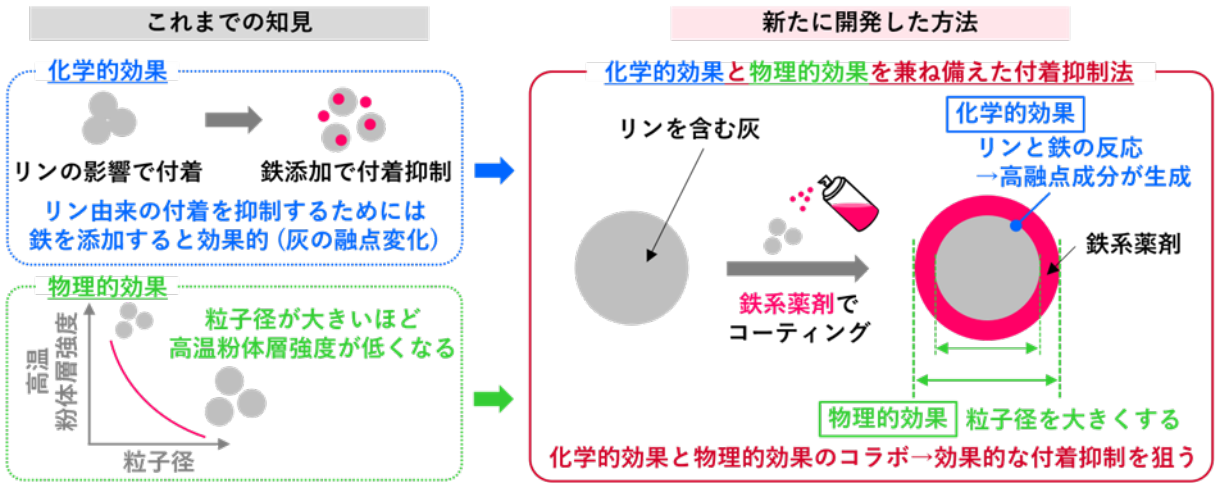 これまでの知見
化学的効果
リンの影響で付着
鉄添加で付着抑制
リン由来の付着を抑制するためには
鉄を添加すると効果的（灰の融点変化）
物理的効果
高温
粉体層強度
粒子径
粒子径が大きいほど
高温粉体層強度が低くなる
新たに開発した方法
化学的効果と物理的効果を兼ね備えた付着抑制法
リンを含む灰
鉄系薬剤で
コーティング
化学的効果
リンと鉄の反応
→高融点成分が生成
鉄系薬剤
物理的効果 粒子径を大きくする
化学的効果と物理的効果のコラボ→効果的な付着抑制を狙う